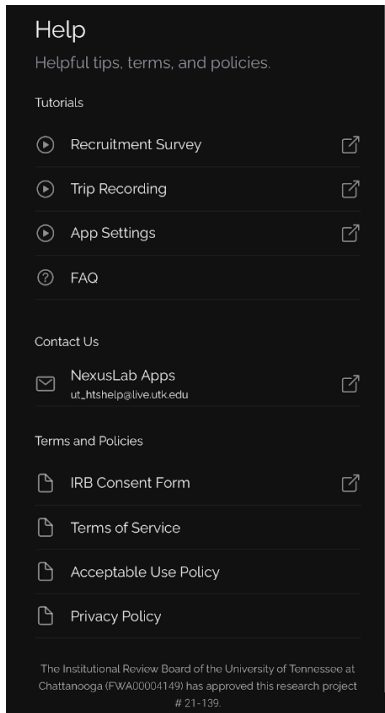 Help
Helpful tips, terms, and policies.
Tutorials
Recruitment Survey
Trip Recording
App Settings
FAQ
Contact Us
NexusLab Apps
ut_htshelp@live.utk.edu
Terms and Policies
IRB Consent Form
Terms of Service
Acceptable Use Policy
Privacy Policy
The Institutional Review Board of the University of Tennessee at
Chattanooga (FWA00004149) has approved this research project
# 21-139.